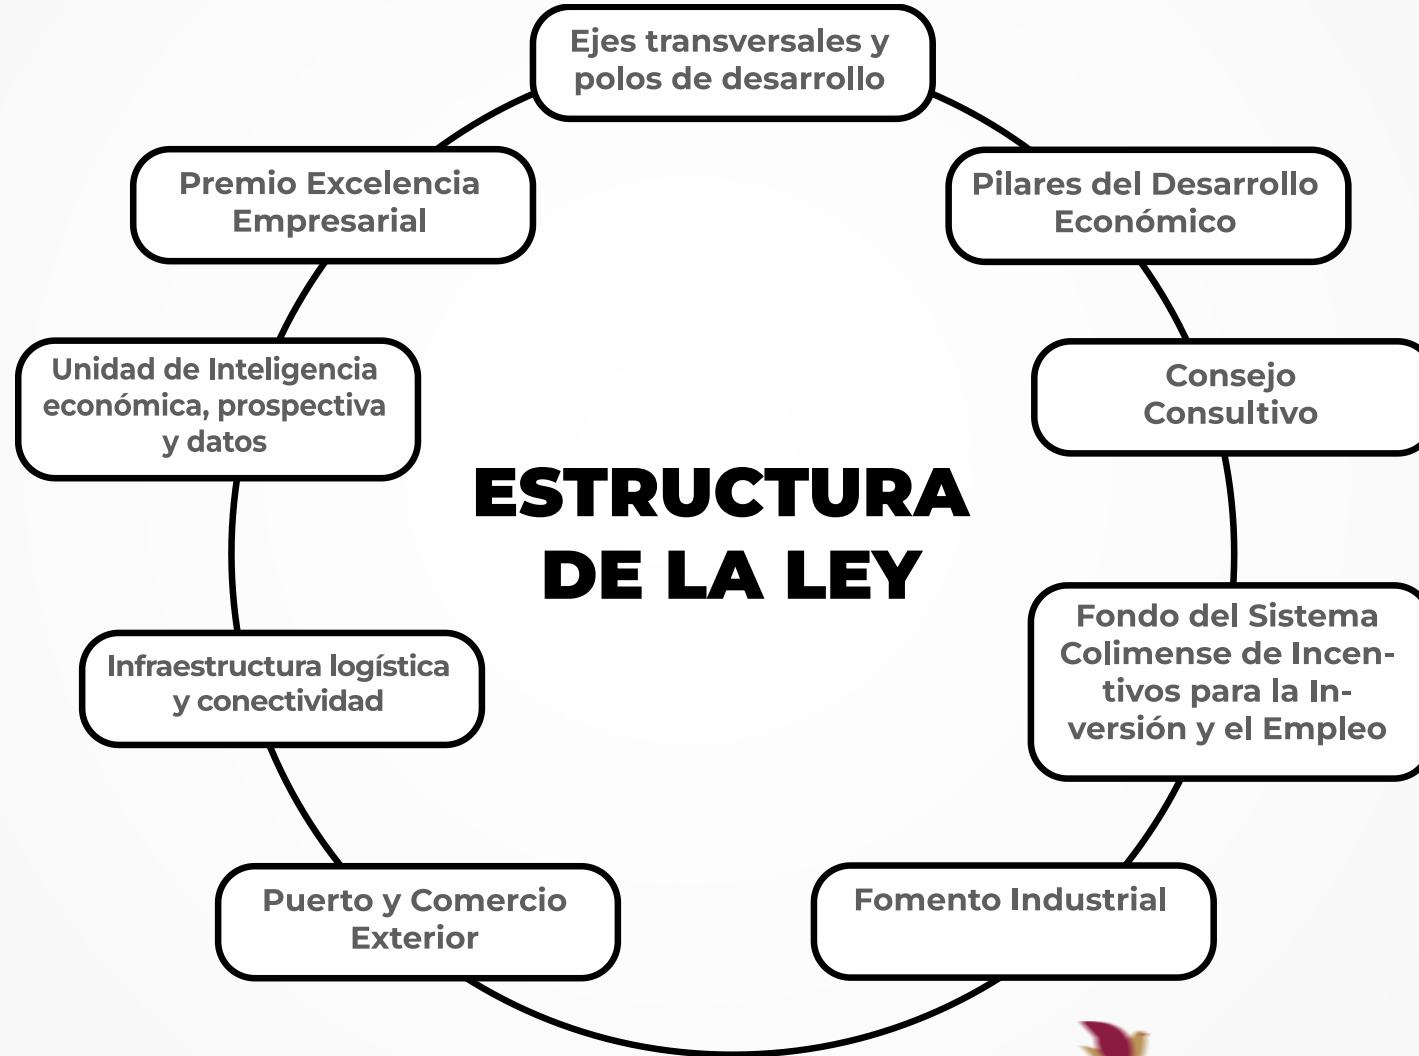 Ejes transversales y
polos de desarrollo
Premio Excelencia
Empresarial
Pilares del Desarrollo
Económico
Unidad de Inteligencia
económica, prospectiva
y datos
Consejo
Consultivo
ESTRUCTURA
DE LA LEY
Fondo del Sistema
Colimense de Incen-
tivos para la In-
versión y el Empleo
Infraestructura logística
y conectividad
Puerto y Comercio
Exterior
Fomento Industrial